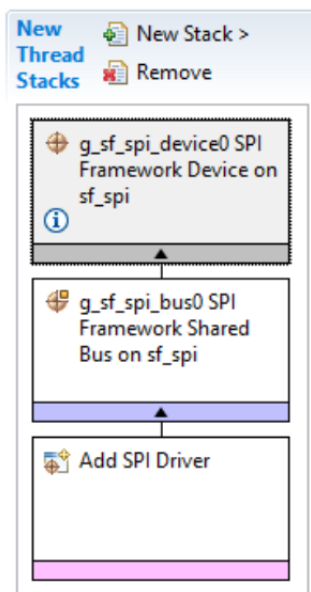 New
Thread
Stacks
New Stack >
Remove
g_sf_spi_device0 SPI
Framework Device on
sf_spi
g_sf_spi_bus0 SPI
Framework Shared
Bus on sf_spi
Add SPI Driver